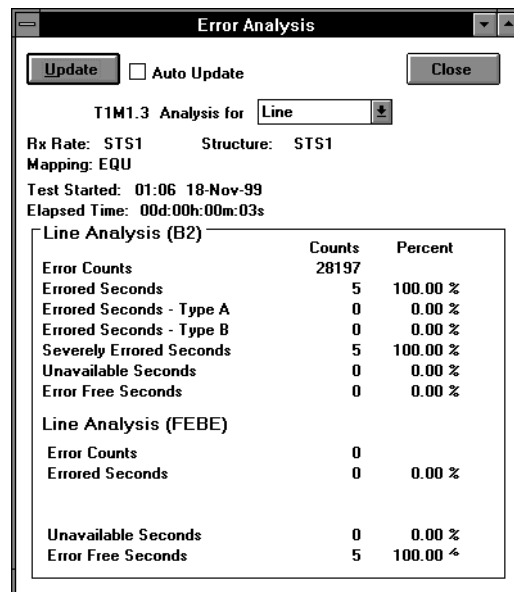 Error Analysis
Update Auto Update Close
T1M1.3 Analysis for Line
Rx Rate: STS1 Structure: STS1
Mapping: EQU
Test Started: 01:06 18-Nov-99
Elapsed Time: 00d:00h:00m:03s
Line Analysis (B2)
Counts Percent
Error Counts 28197
Errored Seconds 5 100.00 %
Errored Seconds - Type A 0 0.00 %
Errored Seconds - Type B 0 0.00 %
Severely Errored Seconds 5 100.00 %
Unavailable Seconds 0 0.00 %
Error Free Seconds 0 0.00 %
Line Analysis (FEBE)
Error Counts 0
Errored Seconds 0 0.00 %
Unavailable Seconds 0 0.00 %
Error Free Seconds 5 100.00 %